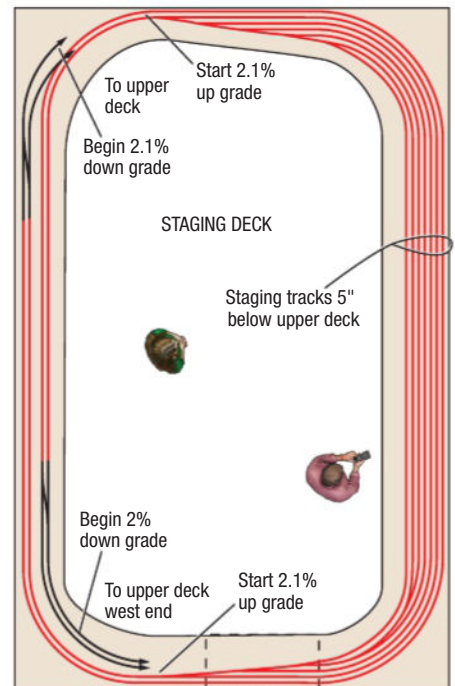 To upper
deck
Start 2.1%
up grade
Begin 2.1%
down grade
STAGING DECK
Staging tracks 5"
below upper deck
Begin 2%
down grade
To upper deck
west end
Start 2.1%
up grade